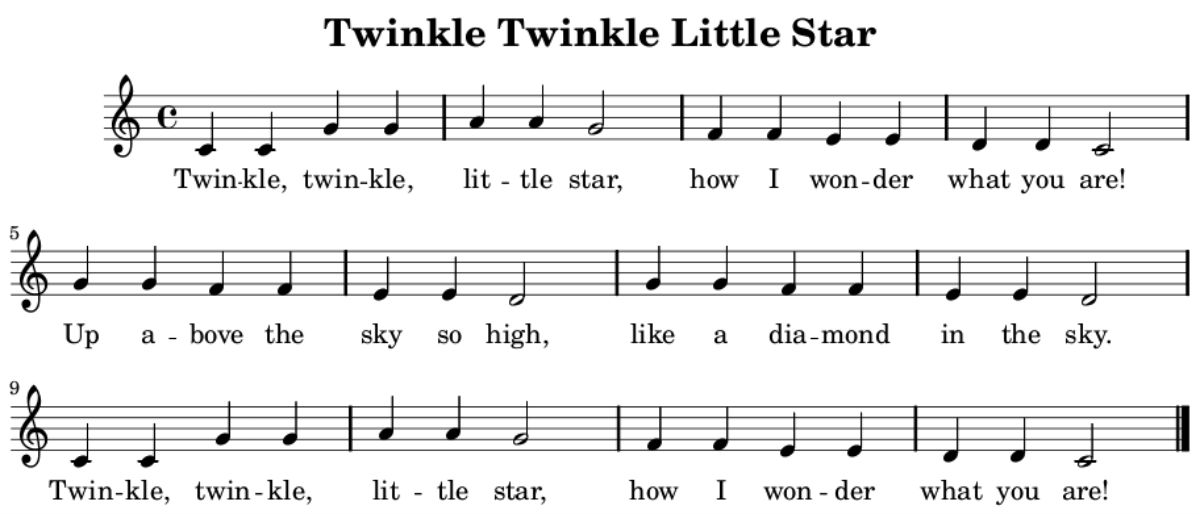 Twinkle Twinkle Little Star
Twin-kle, twin-kle, lit - tle star, how I won-der what you are!
5
Up a - bove the sky so high, like a dia-mond in the sky.
9
Twin-kle, twin-kle, lit - tle star, how I won-der what you are!